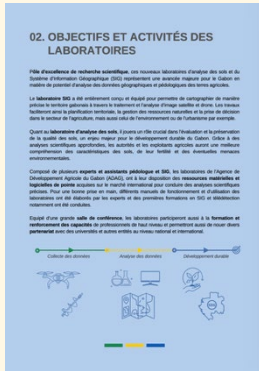 02. OBJECTIFS ET ACTIVITÉS DES
LABORATOIRES
Pôle d'excellence de recherche scientifique, ces nouveaux laboratoires d'analyse des sols et du
Système d'Information Géographique (SIG) représentent une avancée majeure pour le Gabon en
matière de potentiel d'analyse des données géographiques et pédologiques des terres agricoles.
Le laboratoire SIG a été entièrement conçu et équipé pour permettre de cartographier de manière
précise le territoire gabonais à travers le traitement et l'analyse d'image satellite et drone. Les travaux
faciliteront ainsi la planification territoriale, la gestion des ressources naturelles et la prise de décision
dans le secteur de l'agriculture, mais aussi celui de l'environnement ou de l'urbanisme par exemple.
Quant au laboratoire d'analyse des sols, il jouera un rôle crucial dans l'évaluation et la préservation
de la qualité des sols, un enjeu majeur pour le développement durable du Gabon. Grâce à des
analyses scientifiques approfondies, les autorités et les exploitants agricoles auront une meilleure
compréhension des caractéristiques des sols, de leur fertilité et des éventuelles menaces
environnementales.
Composé de plusieurs experts et assistants pédologue et SIG, les laboratoires de l'Agence de
Développement Agricole du Gabon (ADAG), ont à leur disposition des ressources matérielles et
logicielles de pointe acquises sur le marché international pour conduire des analyses scientifiques
précises. Pour une bonne prise en main, différents manuels de fonctionnement et d'utilisation des
laboratoires ont été élaborés par les experts et des premières formations en SIG et télédétection
notamment ont été conduites.
Equipé d'une grande salle de conférence, les laboratoires participeront aussi à la formation et
renforcement des capacités de professionnels de haut niveau et permettront aussi de nouer divers
partenariat avec des universités et autres entités au niveau national et international.
Collecte des données
Analyse des données
Développement durable